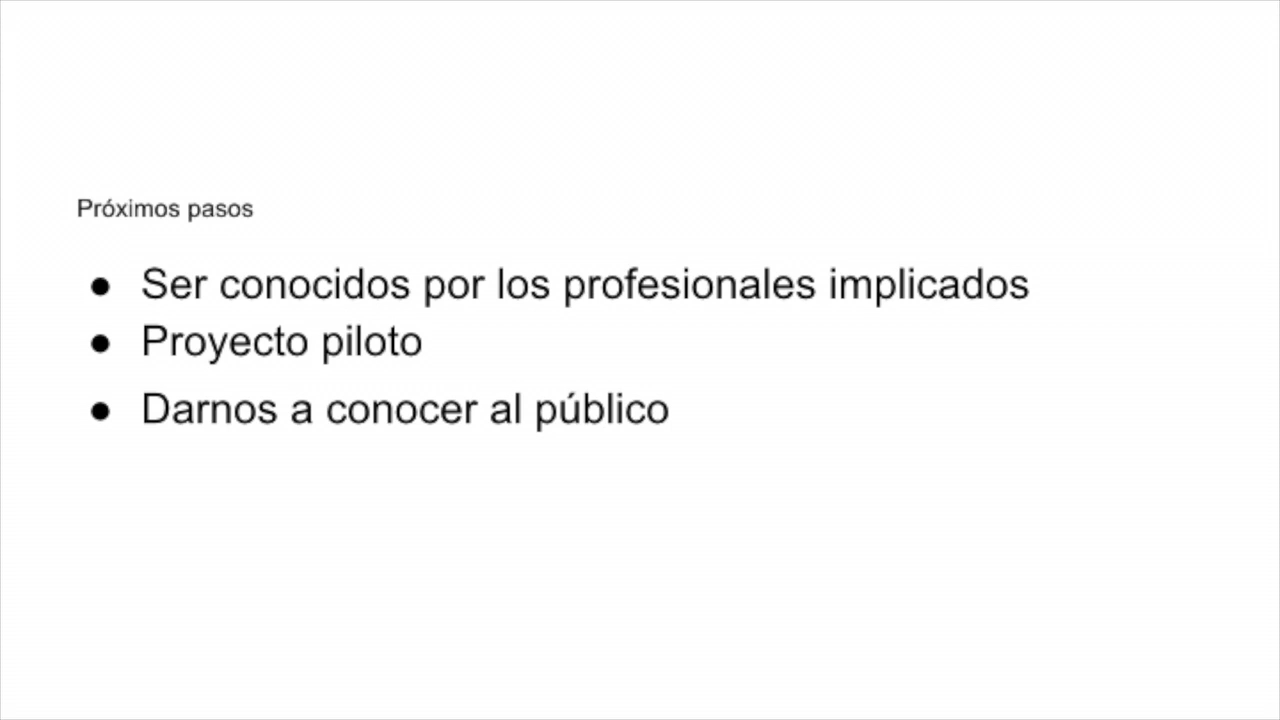 Próximos pasos
● Ser conocidos por los profesionales implicados
● Proyecto piloto
● Darnos a conocer al público